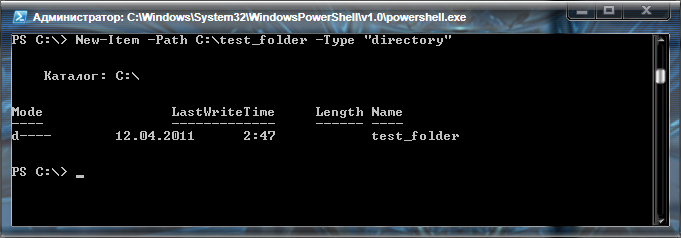 Администратор: C:\Windows\System32\WindowsPowerShell\v1.0\powershell.exe
PS C:\> New-Item -Path C:\test_folder -Type "directory"
Каталог: C:\
Mode LastWriteTime Length Name
---- ------------- ------ ----
d---- 12.04.2011 2:47 test_folder
PS C:\> _